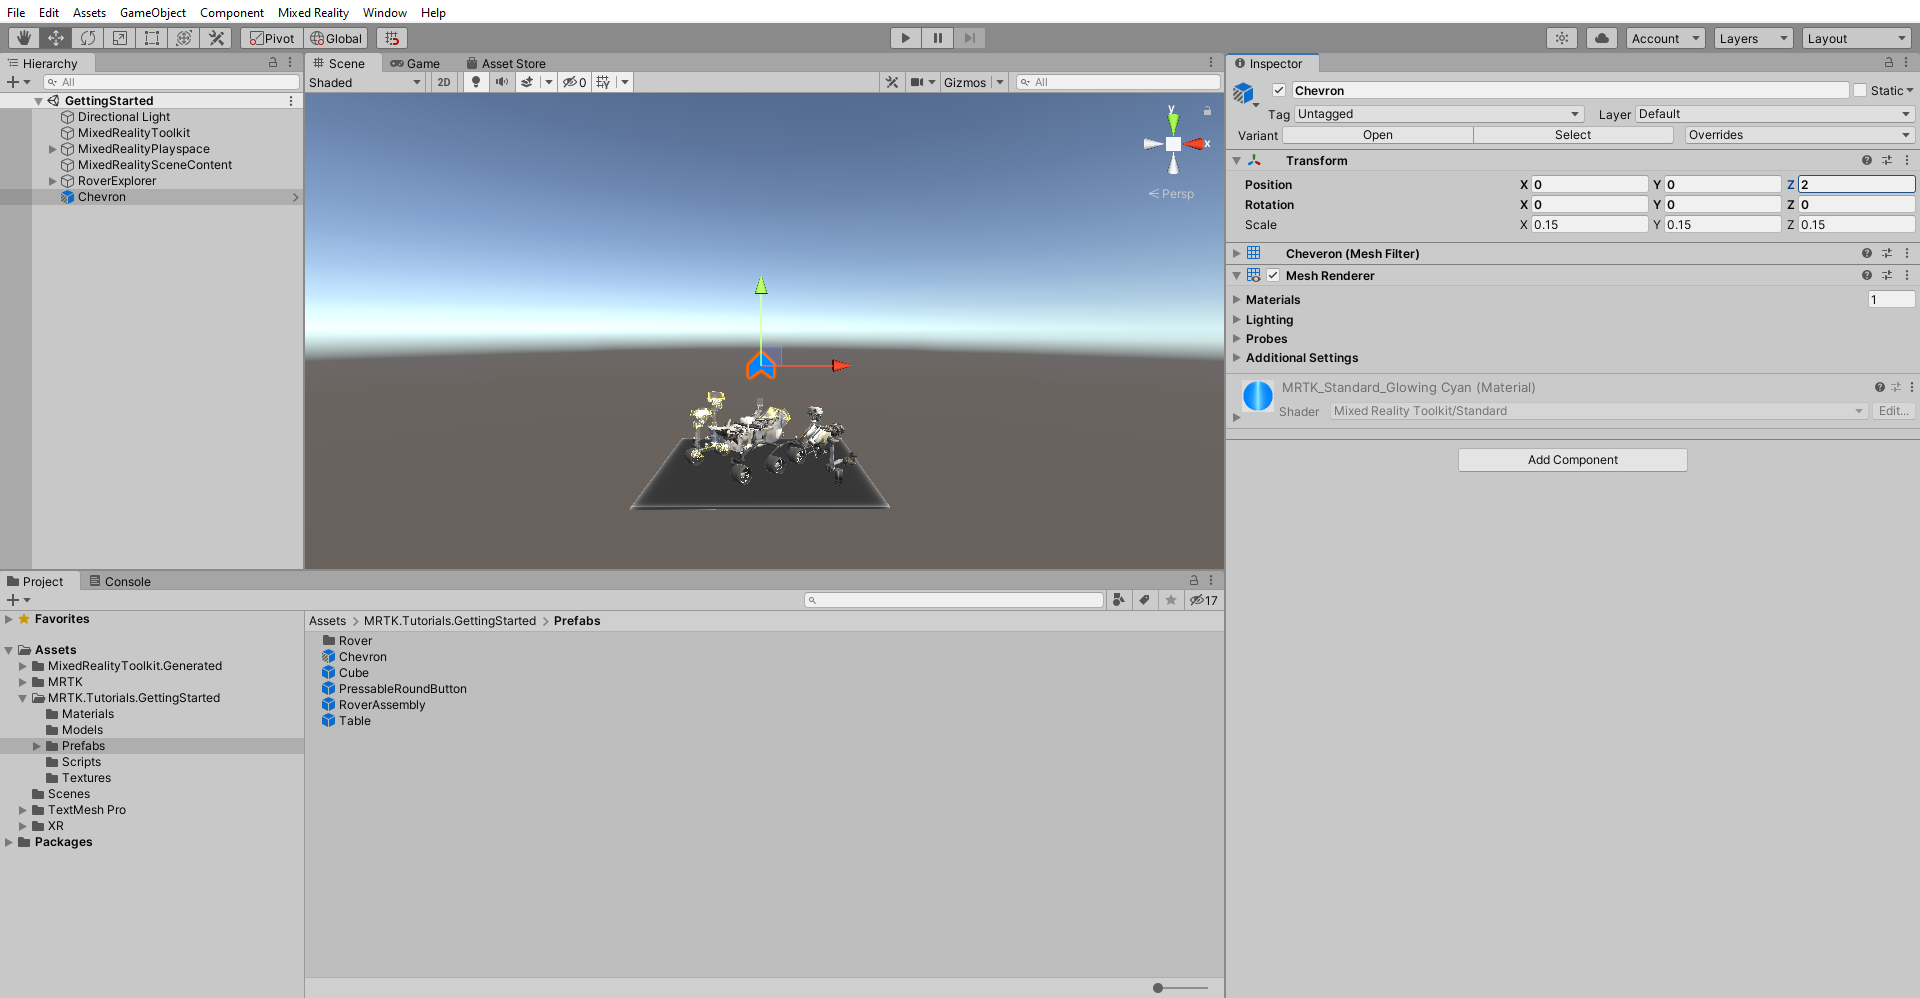 File Edit Assets GameObject Component Mixed Reality Window Help
Pivot Global Account Layers Layout
Hierarchy
All
GettingStarted
Directional Light
MixedRealityToolkit
MixedRealityPlayspace
MixedRealitySceneContent
RoverExplorer
Chevron
Scene Game Asset Store
Shaded 2D 0 Gizmos All
y
x
Persp
Inspector
Chevron Static
Tag Untagged Layer Default
Variant Open Select Overrides
Transform
Position X 0 Y 0 Z 2
Rotation X 0 Y 0 Z 0
Scale X 0.15 Y 0.15 Z 0.15
Cheveron (Mesh Filter)
Mesh Renderer
Materials 1
Lighting
Probes
Additional Settings
MRTK_Standard_Glowing Cyan (Material)
Shader Mixed Reality Toolkit/Standard Edit...
Add Component
Project Console
17
Favorites
Assets
MixedRealityToolkit.Generated
MRTK
MRTK.Tutorials.GettingStarted
Materials
Models
Prefabs
Scripts
Textures
Scenes
TextMesh Pro
XR
Packages
Assets > MRTK.Tutorials.GettingStarted > Prefabs
Rover
Chevron
Cube
PressableRoundButton
RoverAssembly
Table